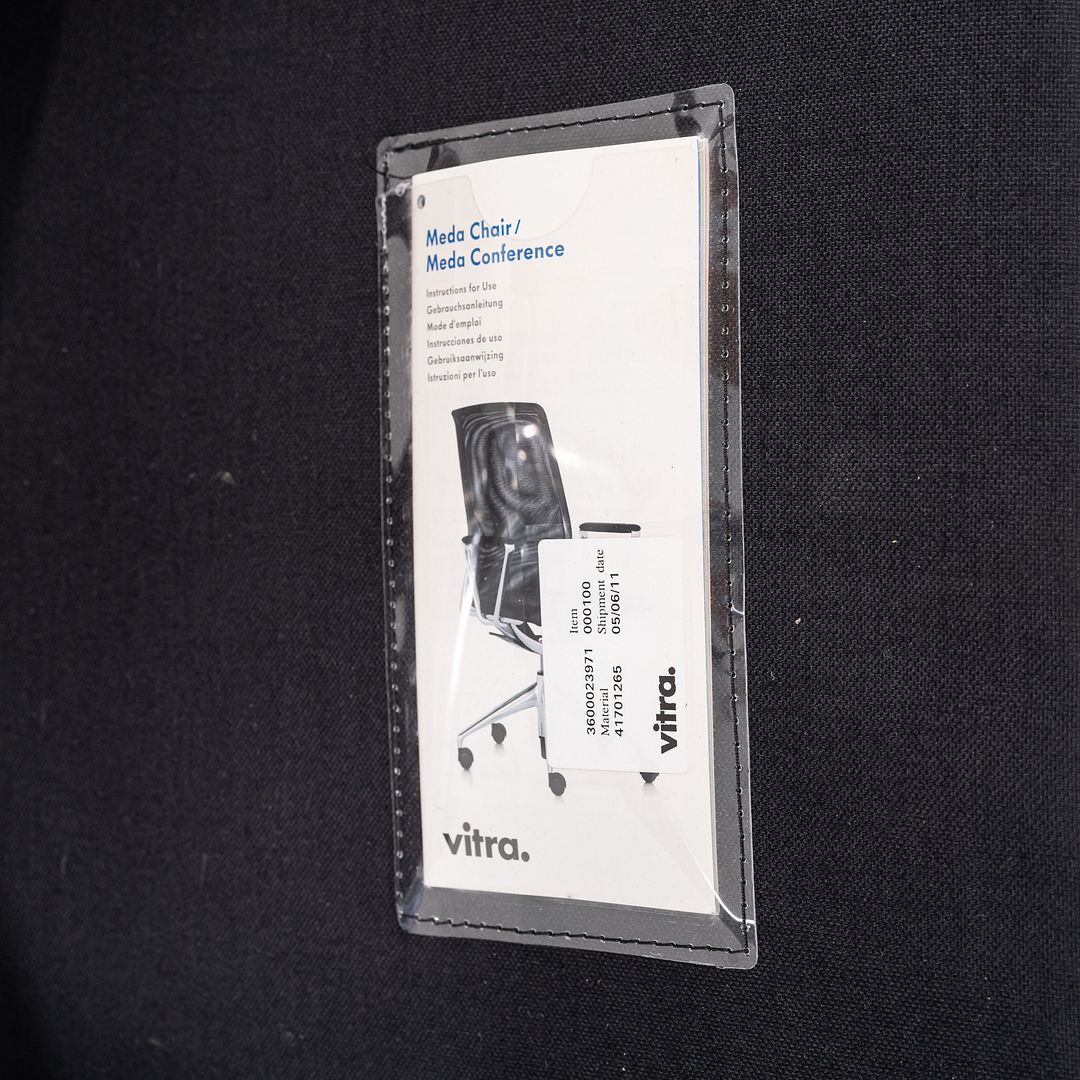 Meda Chair/
Meda Conference
Instructions for Use
Gebrauchsanleitung
Mode d'emploi
Instrucciones de uso
Gebruiksaanwijzing
Istruzioni per l'uso
Item
3600023971 000100
Material Shipment date
41701265 05/06/11
vitra.
vitra.